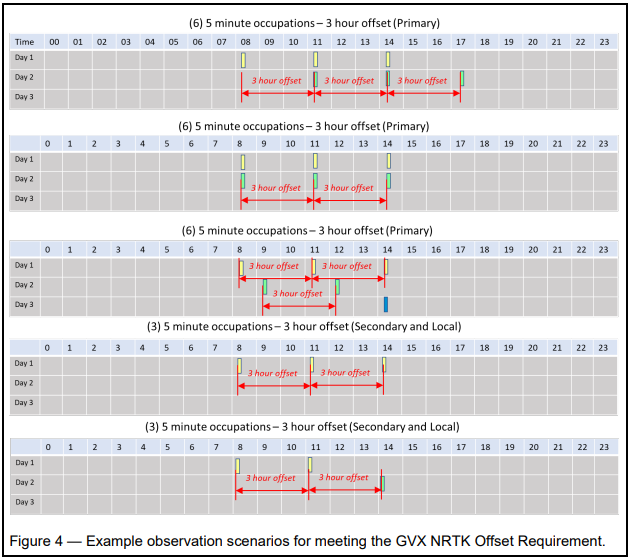 (6) 5 minute occupations – 3 hour offset (Primary)
Time 00 01 02 03 04 05 06 07 08 09 10 11 12 13 14 15 16 17 18 19 20 21 22 23
Day 1
Day 2
3 hour offset 3 hour offset 3 hour offset
Day 3
(6) 5 minute occupations – 3 hour offset (Primary)
0 1 2 3 4 5 6 7 8 9 10 11 12 13 14 15 16 17 18 19 20 21 22 23
Day 1
Day 2
3 hour offset 3 hour offset
Day 3
(6) 5 minute occupations – 3 hour offset (Primary)
0 1 2 3 4 5 6 7 8 9 10 11 12 13 14 15 16 17 18 19 20 21 22 23
Day 1 3 hour offset 3 hour offset
Day 2
3 hour offset
Day 3
(3) 5 minute occupations – 3 hour offset (Secondary and Local)
0 1 2 3 4 5 6 7 8 9 10 11 12 13 14 15 16 17 18 19 20 21 22 23
Day 1
3 hour offset 3 hour offset
Day 2
Day 3
(3) 5 minute occupations – 3 hour offset (Secondary and Local)
0 1 2 3 4 5 6 7 8 9 10 11 12 13 14 15 16 17 18 19 20 21 22 23
Day 1
3 hour offset 3 hour offset
Day 2
Day 3
Figure 4 — Example observation scenarios for meeting the GVX NRTK Offset Requirement.